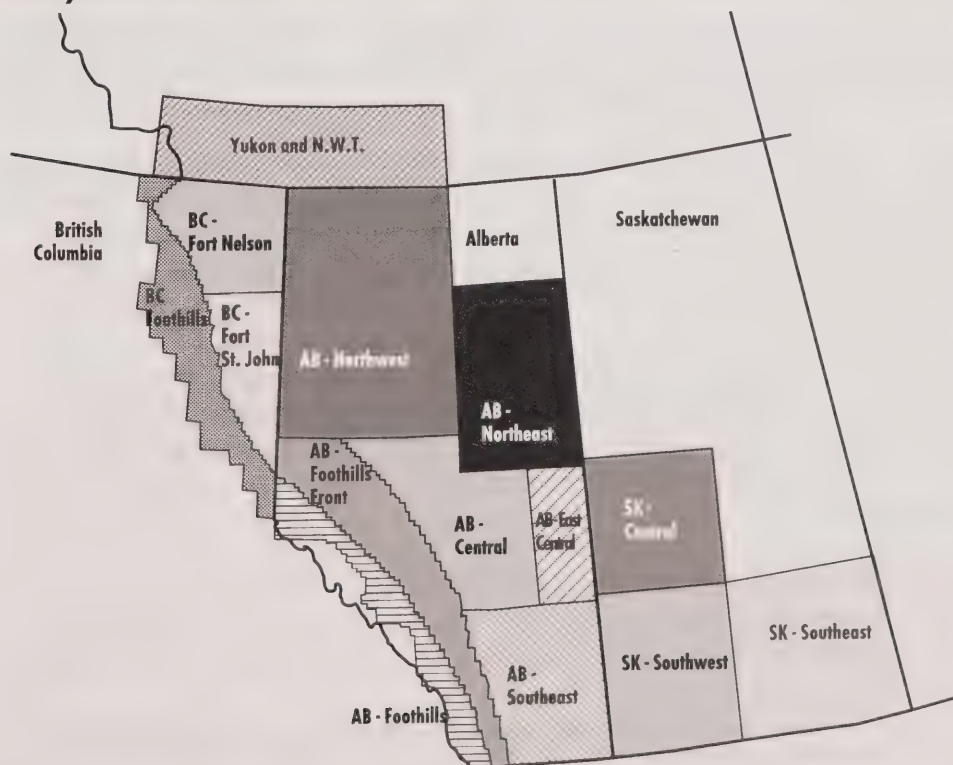 Yukon and N.W.T.
British
Columbia
BC -
Fort Nelson
Alberta
Saskatchewan
BC
Foothills
BC -
Fort
St. John
AB - Northwest
AB -
Northeast
AB -
Foothills
Front
AB -
Central
AB-East
Central
SK -
Central
AB -
Southeast
SK - Southwest
SK - Southeast
AB - Foothills